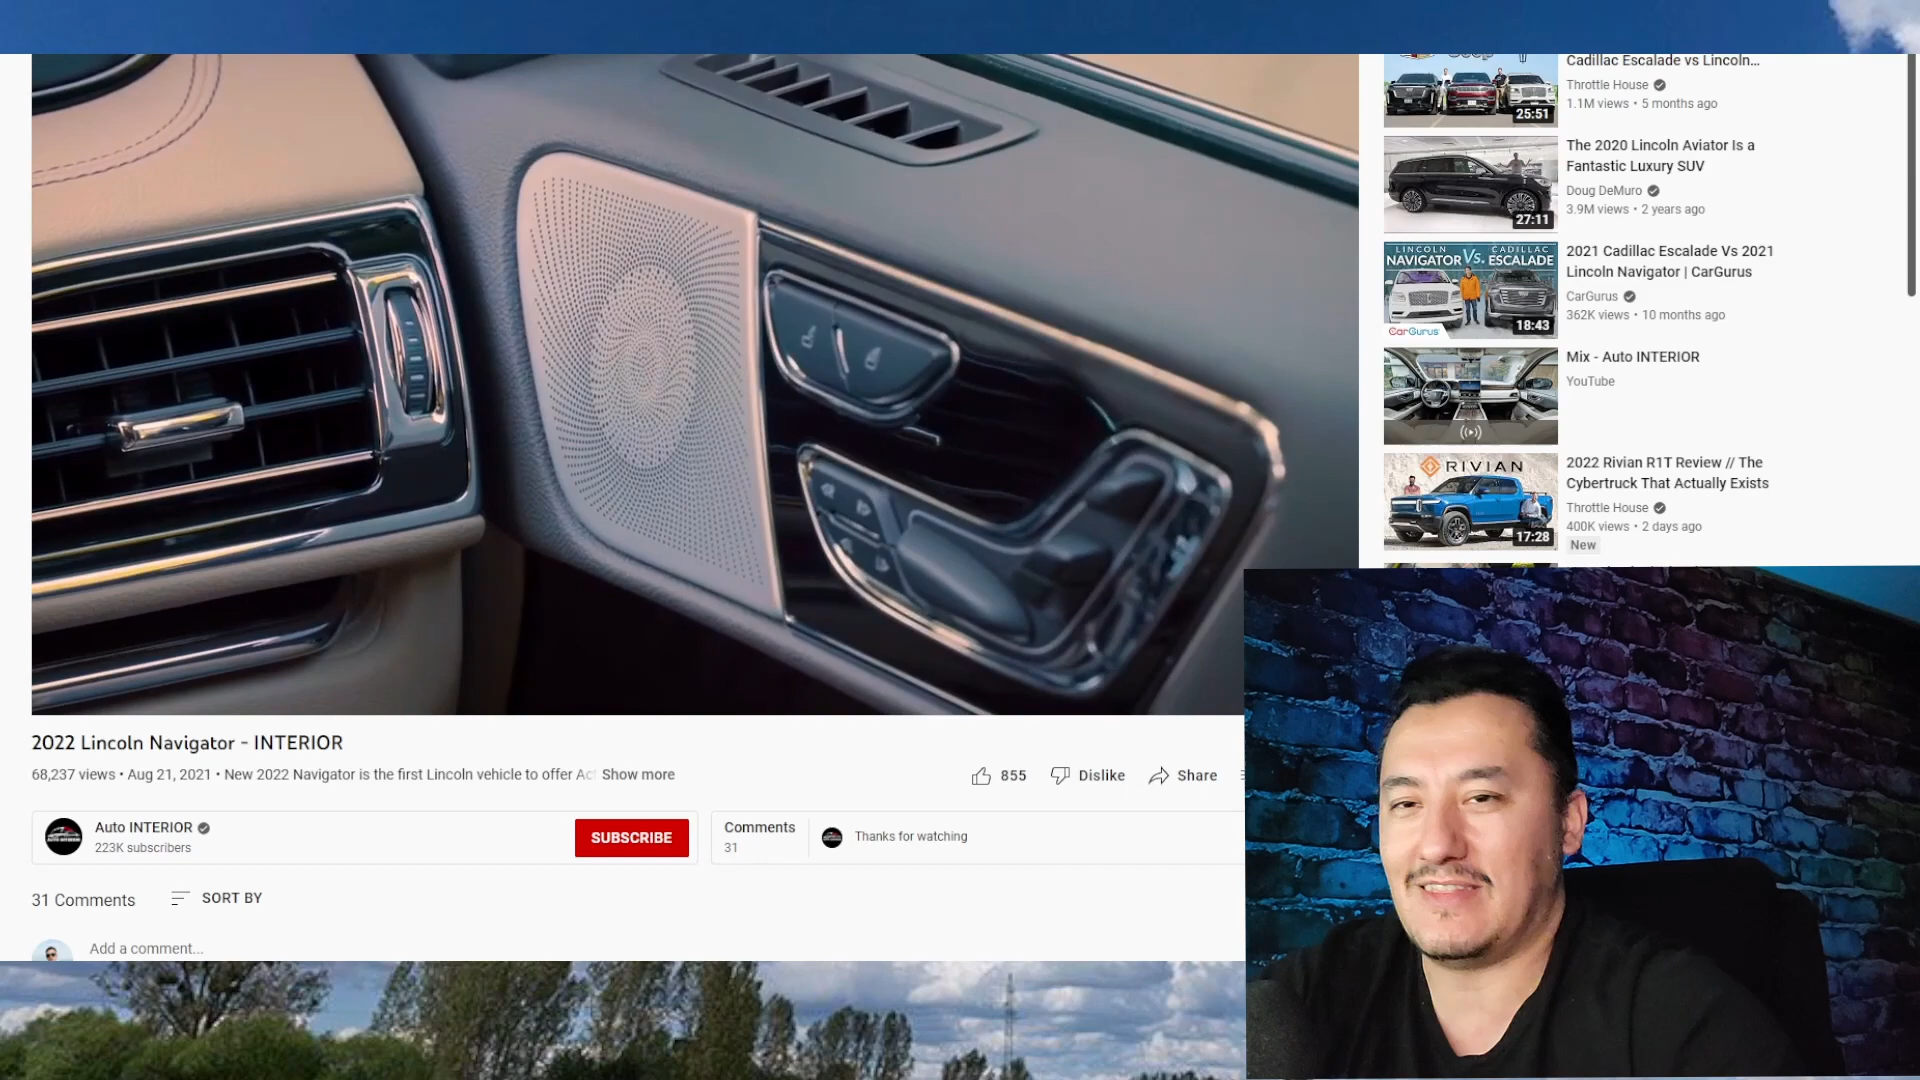 2022 Lincoln Navigator - INTERIOR
68,237 views • Aug 21, 2021 • New 2022 Navigator is the first Lincoln vehicle to offer Ac Show more
855
Dislike
Share
Auto INTERIOR
223K subscribers
SUBSCRIBE
Comments
31
Thanks for watching
31 Comments
SORT BY
Add a comment...
Cadillac Escalade vs Lincoln...
Throttle House
1.1M views • 5 months ago
25:51
The 2020 Lincoln Aviator Is a
Fantastic Luxury SUV
Doug DeMuro
3.9M views • 2 years ago
27:11
LINCOLN CADILLAC
NAVIGATOR Vs. ESCALADE
CarGurus
18:43
2021 Cadillac Escalade Vs 2021
Lincoln Navigator | CarGurus
CarGurus
362K views • 10 months ago
Mix - Auto INTERIOR
YouTube
RIVIAN
17:28
2022 Rivian R1T Review // The
Cybertruck That Actually Exists
Throttle House
400K views • 2 days ago
New